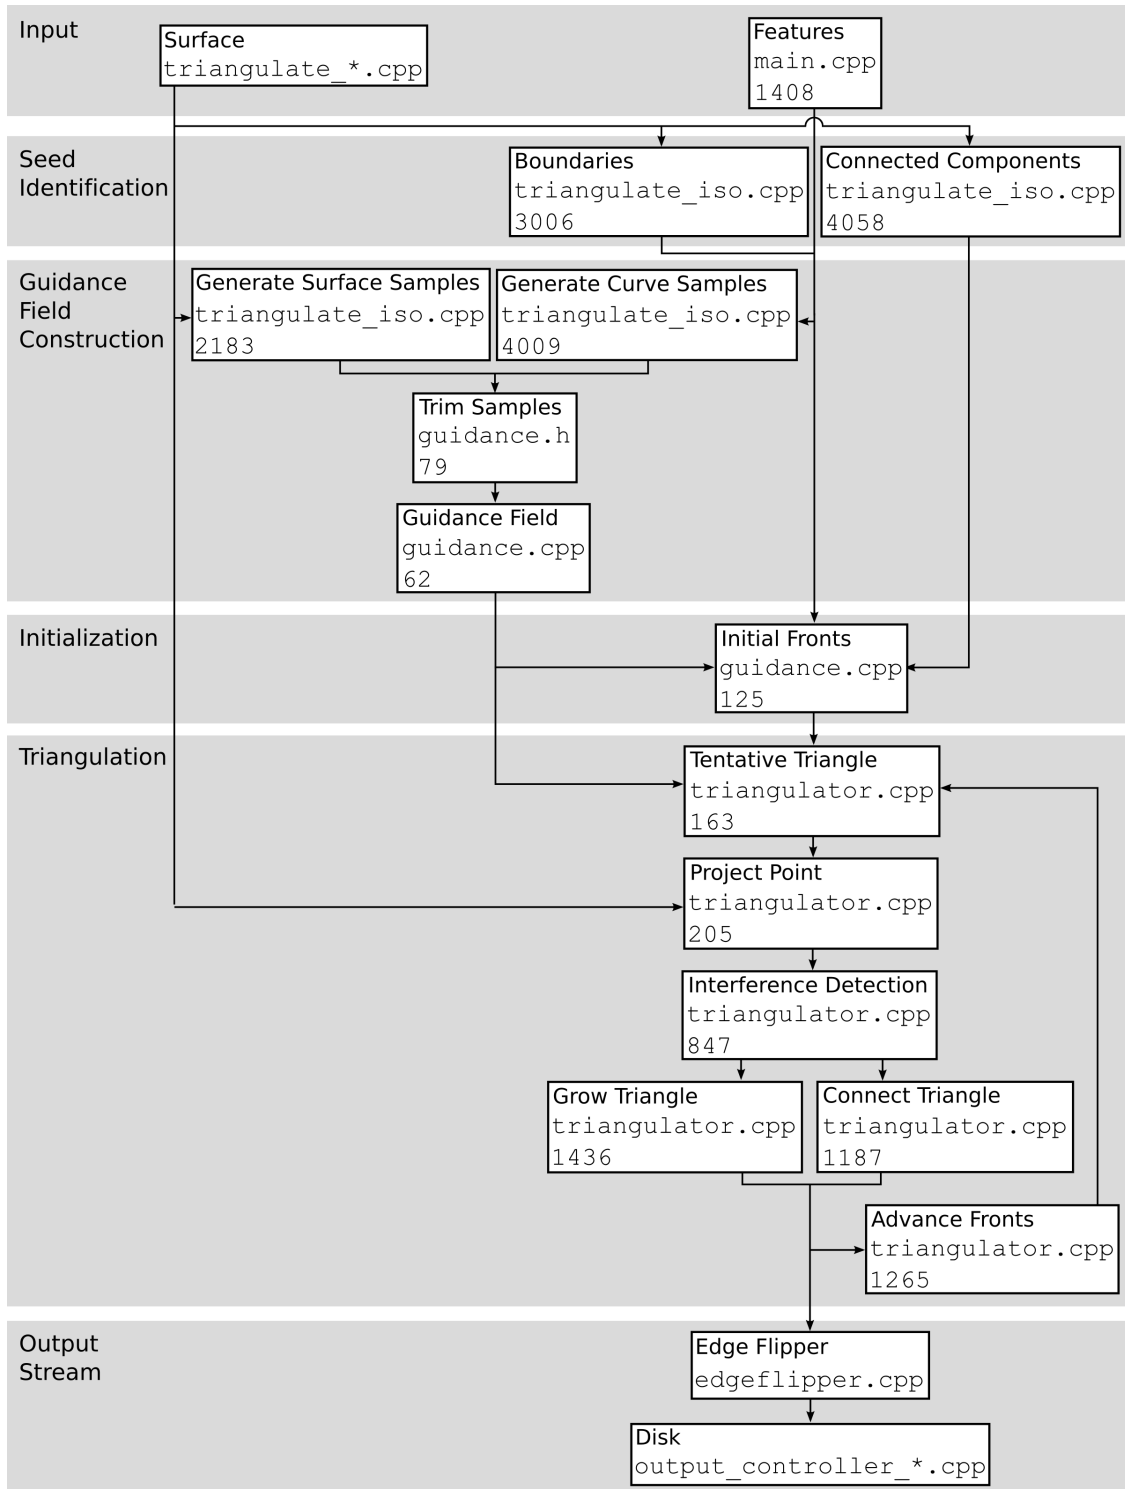 Input
Surface
triangulate_*.cpp
Features
main.cpp
1408
Seed
Identification
Boundaries
triangulate_iso.cpp
3006
Connected Components
triangulate_iso.cpp
4058
Guidance
Field
Construction
Generate Surface Samples
triangulate_iso.cpp
2183
Generate Curve Samples
triangulate_iso.cpp
4009
Trim Samples
guidance.h
79
Guidance Field
guidance.cpp
62
Initialization
Initial Fronts
guidance.cpp
125
Triangulation
Tentative Triangle
triangulator.cpp
163
Project Point
triangulator.cpp
205
Interference Detection
triangulator.cpp
847
Grow Triangle
triangulator.cpp
1436
Connect Triangle
triangulator.cpp
1187
Advance Fronts
triangulator.cpp
1265
Output
Stream
Edge Flipper
edgeflipper.cpp
Disk
output_controller_*.cpp